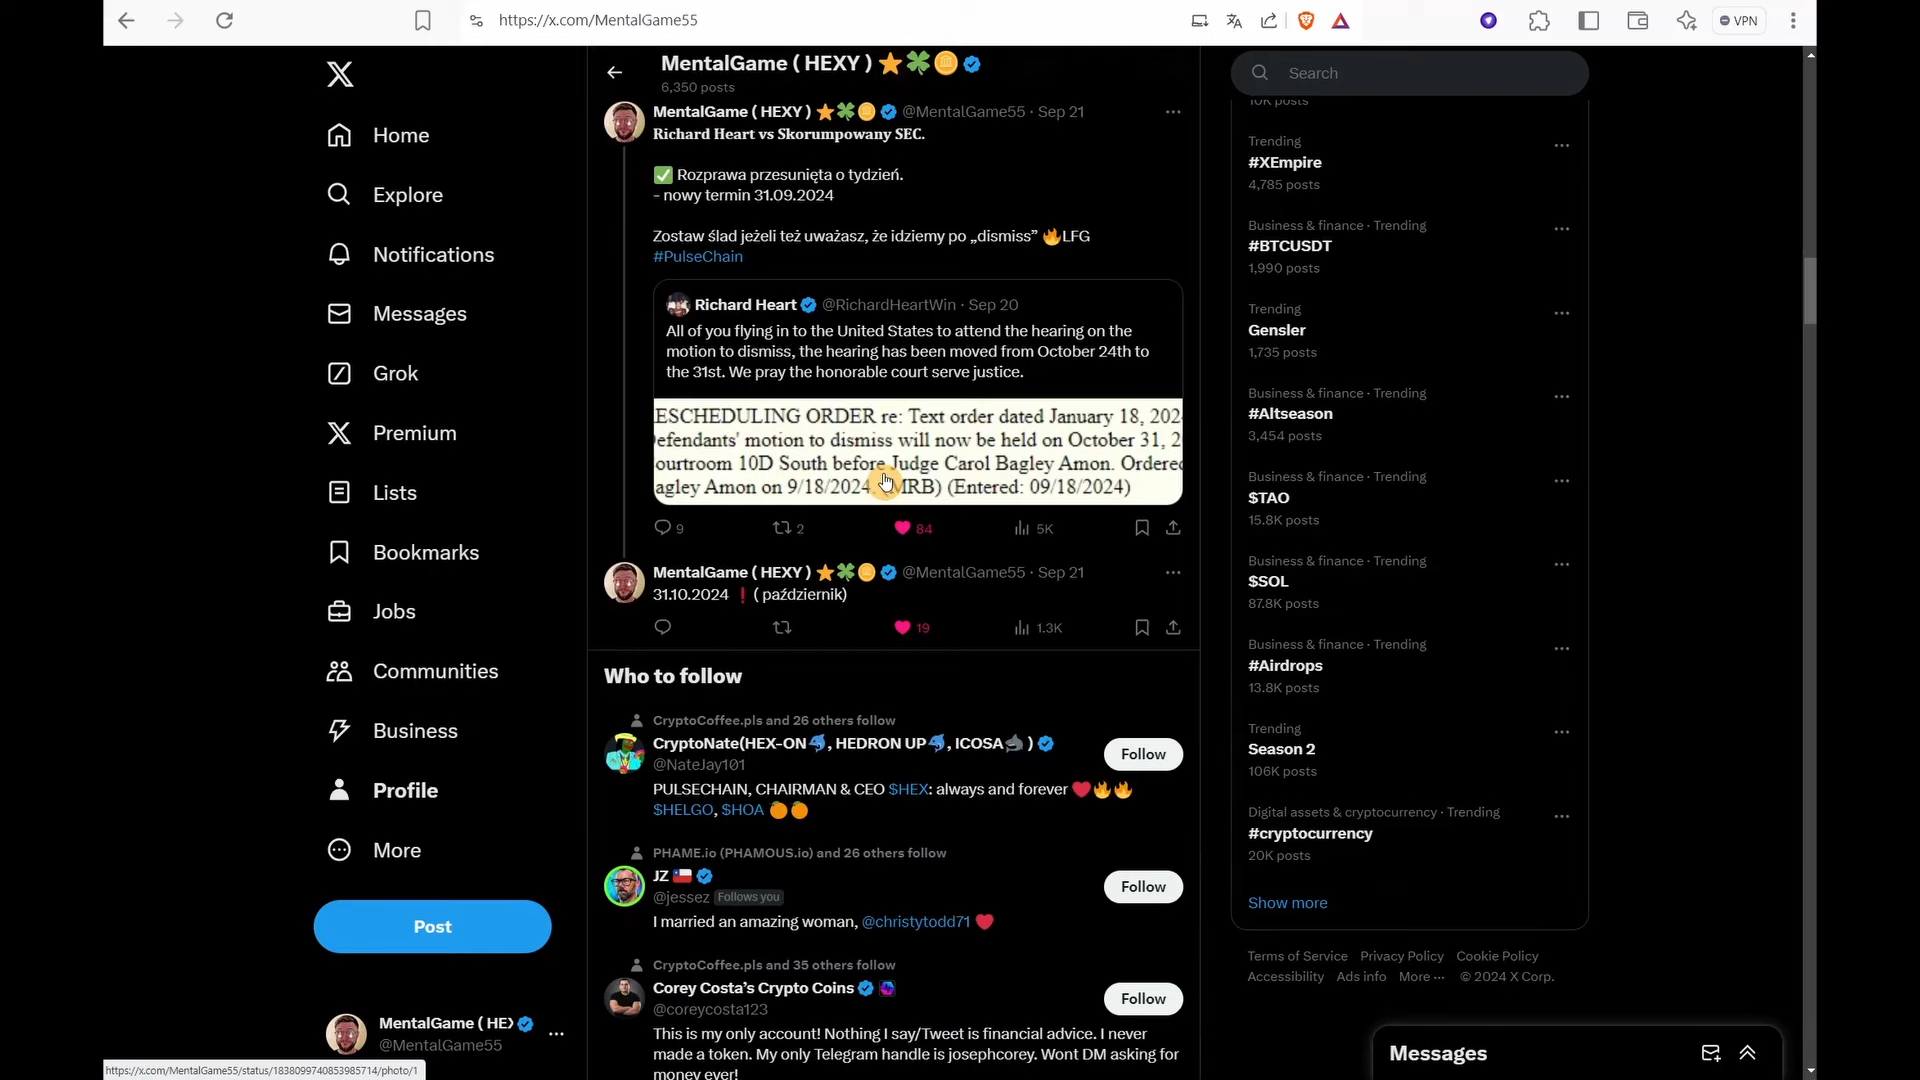 https://x.com/MentalGame55
VPN
Home
Explore
Notifications
Messages
Grok
Premium
Lists
Bookmarks
Jobs
Communities
Business
Profile
More
Post
MentalGame ( HEX)
@MentalGame55
https://x.com/MentalGame55/status/1838099740853985714/photo/1
MentalGame ( HEXY ) ⭐🍀🪙
6,350 posts
MentalGame ( HEXY ) ⭐🍀🪙 @MentalGame55 · Sep 21
Richard Heart vs Skorumpowany SEC.
✅ Rozprawa przesunięta o tydzień.
- nowy termin 31.09.2024
Zostaw ślad jeżeli też uważasz, że idziemy po „dismiss” 🔥LFG
#PulseChain
Richard Heart @RichardHeartWin · Sep 20
All of you flying in to the United States to attend the hearing on the
motion to dismiss, the hearing has been moved from October 24th to
the 31st. We pray the honorable court serve justice.
ESCHEDULING ORDER re: Text order dated January 18, 202
efendants' motion to dismiss will now be held on October 31, 2
ourtroom 10D South before Judge Carol Bagley Amon. Ordered
agley Amon on 9/18/2024. (MRB) (Entered: 09/18/2024)
9 2 84 5K
MentalGame ( HEXY ) ⭐🍀🪙 @MentalGame55 · Sep 21
31.10.2024 ❗ ( październik)
19 1.3K
Who to follow
CryptoCoffee.pls and 26 others follow
CryptoNate(HEX-ON🐬, HEDRON UP🐬, ICOSA🦈 )
@NateJay101
Follow
PULSECHAIN, CHAIRMAN & CEO $HEX: always and forever ❤️🔥🔥
$HELGO, $HOA 🍊🍊
PHAME.io (PHAMOUS.io) and 26 others follow
JZ 🇨🇱
@jessez Follows you
Follow
I married an amazing woman, @christytodd71 ❤️
CryptoCoffee.pls and 35 others follow
Corey Costa’s Crypto Coins
@coreycosta123
Follow
This is my only account! Nothing I say/Tweet is financial advice. I never
made a token. My only Telegram handle is josephcorey. Wont DM asking for
money ever!
Search
10K posts
Trending
#XEmpire
4,785 posts
Business & finance · Trending
#BTCUSDT
1,990 posts
Trending
Gensler
1,735 posts
Business & finance · Trending
#Altseason
3,454 posts
Business & finance · Trending
$TAO
15.8K posts
Business & finance · Trending
$SOL
87.8K posts
Business & finance · Trending
#Airdrops
13.8K posts
Trending
Season 2
106K posts
Digital assets & cryptocurrency · Trending
#cryptocurrency
20K posts
Show more
Terms of Service Privacy Policy Cookie Policy
Accessibility Ads info More ··· © 2024 X Corp.
Messages